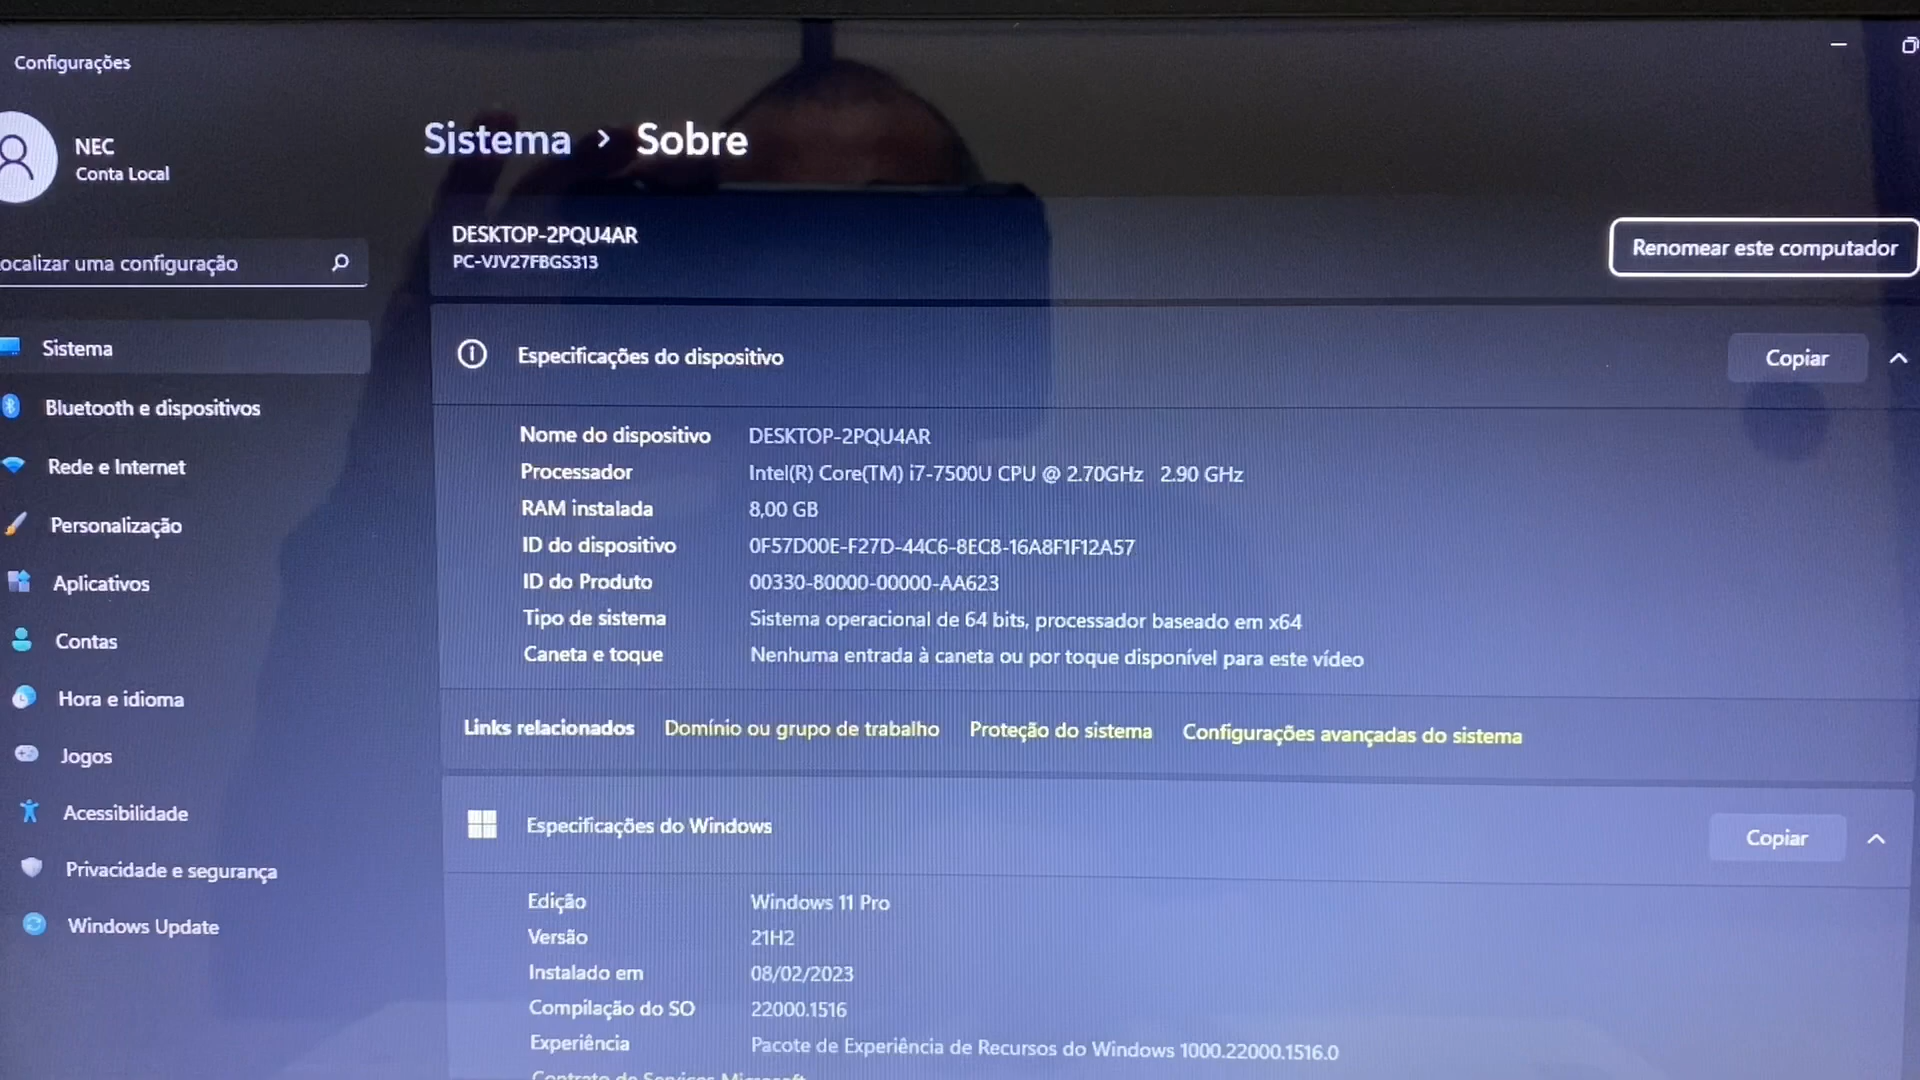 Configurações
NEC
Conta Local
ocalizar uma configuração
Sistema
Bluetooth e dispositivos
Rede e Internet
Personalização
Aplicativos
Contas
Hora e idioma
Jogos
Acessibilidade
Privacidade e segurança
Windows Update
Sistema > Sobre
DESKTOP-2PQU4AR
PC-VJV27FBGS313
Renomear este computador
Especificações do dispositivo
Copiar
Nome do dispositivo DESKTOP-2PQU4AR
Processador Intel(R) Core(TM) i7-7500U CPU @ 2.70GHz 2.90 GHz
RAM instalada 8,00 GB
ID do dispositivo 0F57D00E-F27D-44C6-8EC8-16A8F1F12A57
ID do Produto 00330-80000-00000-AA623
Tipo de sistema Sistema operacional de 64 bits, processador baseado em x64
Caneta e toque Nenhuma entrada à caneta ou por toque disponível para este vídeo
Links relacionados Domínio ou grupo de trabalho Proteção do sistema Configurações avançadas do sistema
Especificações do Windows
Copiar
Edição Windows 11 Pro
Versão 21H2
Instalado em 08/02/2023
Compilação do SO 22000.1516
Experiência Pacote de Experiência de Recursos do Windows 1000.22000.1516.0
Contrato de Serviços Microsoft